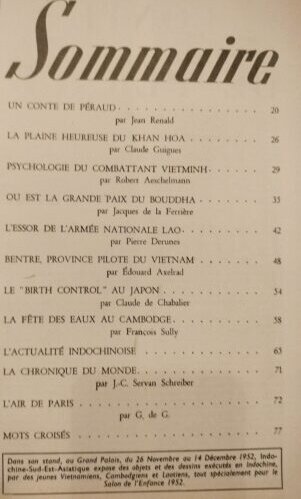 Sommaire
UN CONTE DE PÉRAUD . . . . . . . . . . . . . . . 20
par Jean Renald
LA PLAINE HEUREUSE DU KHAN HOA . . . . . . . . 26
par Claude Guigues
PSYCHOLOGIE DU COMBATTANT VIETMINH . . . . . . 29
par Robert Aeschelmann
OU EST LA GRANDE PAIX DU BOUDDHA . . . . . . . 35
par Jacques de la Ferrière
L'ESSOR DE L'ARMÉE NATIONALE LAO . . . . . . . . 42
par Pierre Derunes
BENTRE, PROVINCE PILOTE DU VIETNAM . . . . . . 48
par Édouard Axelrad
LE "BIRTH CONTROL" AU JAPON . . . . . . . . . . 54
par Claude de Chabalier
LA FÊTE DES EAUX AU CAMBODGE . . . . . . . . . 58
par François Sully
L'ACTUALITÉ INDOCHINOISE . . . . . . . . . . . . 65
LA CHRONIQUE DU MONDE . . . . . . . . . . . . . 71
par J.-C. Servan Schreiber
L'AIR DE PARIS . . . . . . . . . . . . . . . . . 72
par G. de G.
MOTS CROISÉS . . . . . . . . . . . . . . . . . . 77
Dans son stand, au Grand Palais, du 26 Novembre au 14 Décembre 1952, Indo-
chine-Sud-Est-Asiatique expose des objets et des dessins exécutés en Indochine,
par des jeunes Vietnamiens, Cambodgiens et Laotiens, tout spécialement pour le
Salon de l'Enfance 1952.